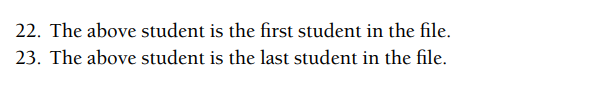 22. The above student is the first student in the file.
23. The above student is the last student in the file.